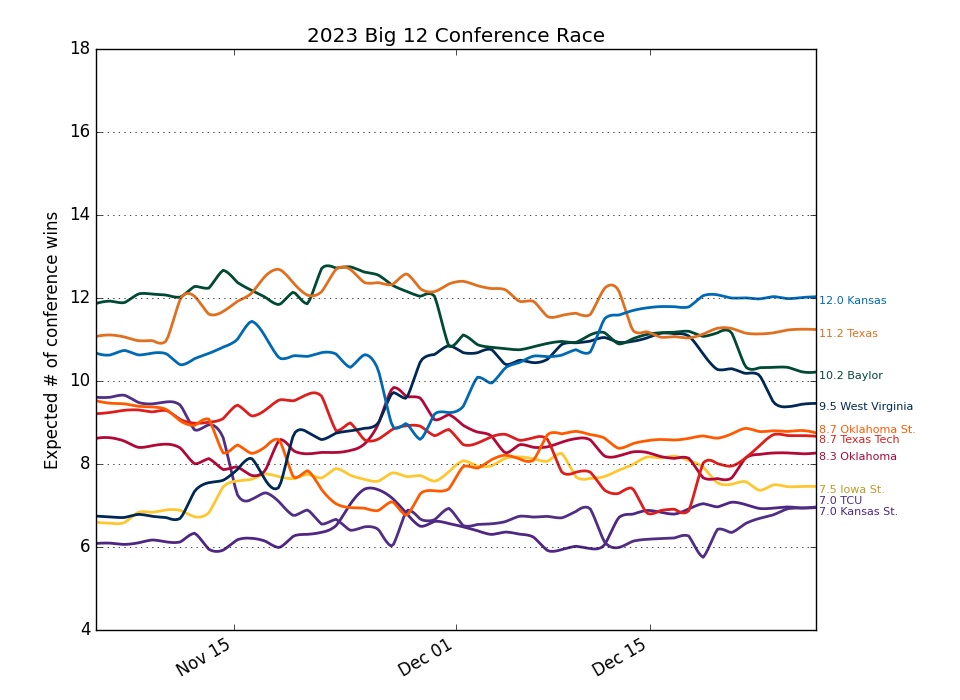 2023 Big 12 Conference Race
Expected # of conference wins
18
16
14
12
10
8
6
4
Nov 15
Dec 01
Dec 15
12.0 Kansas
11.2 Texas
10.2 Baylor
9.5 West Virginia
8.7 Oklahoma St.
8.7 Texas Tech
8.3 Oklahoma
7.5 Iowa St.
7.0 TCU
7.0 Kansas St.